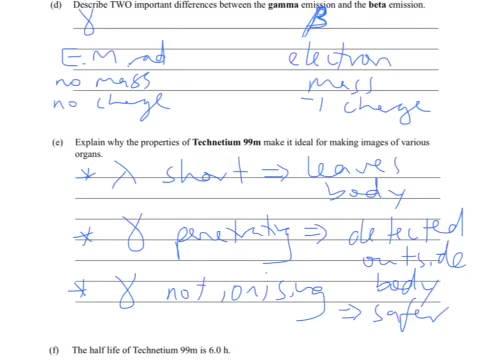 (d) Describe TWO important differences between the gamma emission and the beta emission.
γ β
E.M. rad electron
no mass mass
no charge -1 charge
(e) Explain why the properties of Technetium 99m make it ideal for making images of various
organs.
* λ short ⇒ leaves
body
* γ penetrating ⇒ detected
outside
body
* γ not ionising
⇒ safer
(f) The half life of Technetium 99m is 6.0 h.